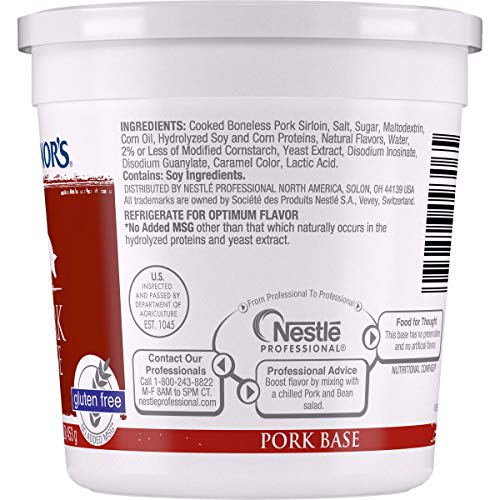 NOR'S
INGREDIENTS: Cooked Boneless Pork Sirloin, Salt, Sugar, Maltodextrin,
Corn Oil, Hydrolyzed Soy and Corn Proteins, Natural Flavors, Water,
2% or Less of Modified Cornstarch, Yeast Extract, Disodium Inosinate,
Disodium Guanylate, Caramel Color, Lactic Acid.
Contains: Soy Ingredients.
DISTRIBUTED BY NESTLÉ PROFESSIONAL NORTH AMERICA, SOLON, OH 44139 USA
All trademarks are owned by Société des Produits Nestlé S.A., Vevey, Switzerland.
REFRIGERATE FOR OPTIMUM FLAVOR
*No Added MSG other than that which naturally occurs in the
hydrolyzed proteins and yeast extract.
U.S.
INSPECTED
AND PASSED BY
DEPARTMENT OF
AGRICULTURE
EST. 1045
From Professional To Professional
Nestlé
PROFESSIONAL®
Food for Thought
This base has no
and no artificial
NUTRITIONAL
Contact Our
Professionals
Call 1-800-243-8822
M-F 8AM to 5PM CT.
nestleprofessional.com
Professional Advice
Boost flavor by mixing with
a chilled Pork and Bean
salad.
K
E
gluten free
ADDED MSG*
PORK BASE